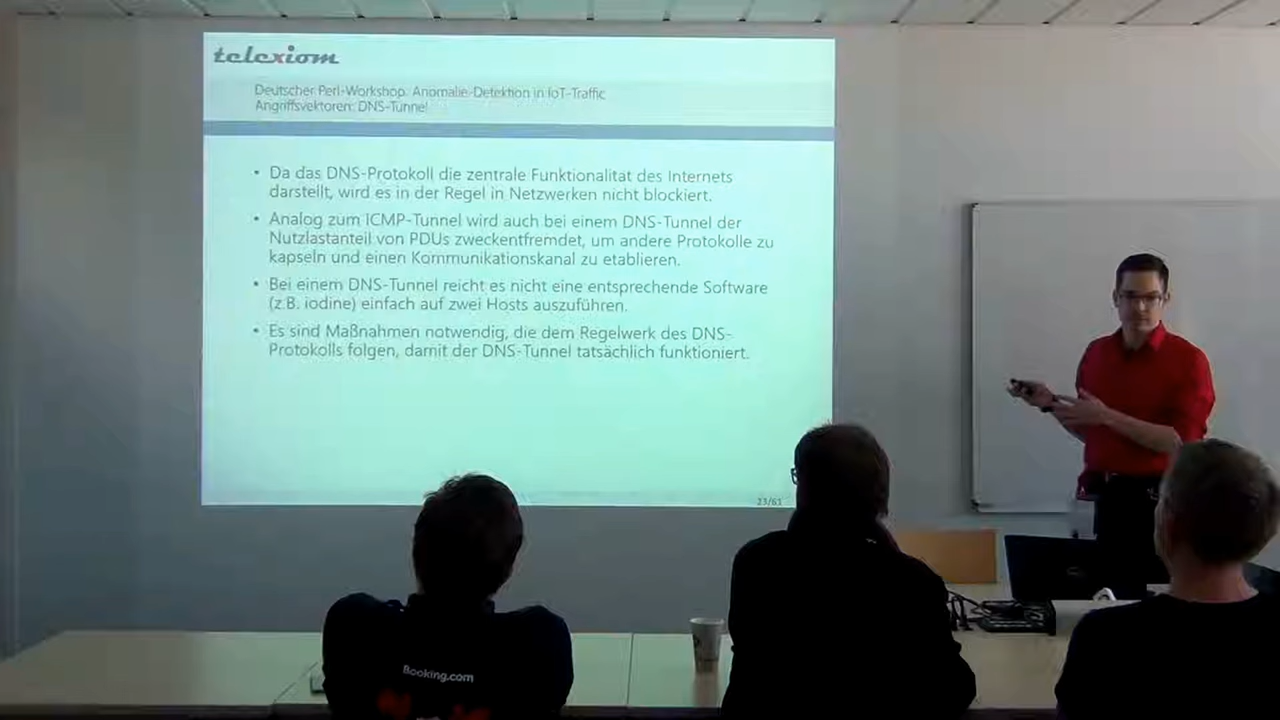 telexiom
Deutscher Perl-Workshop: Anomalie-Detektion in IoT-Traffic
Angriffsvektoren: DNS-Tunnel
• Da das DNS-Protokoll die zentrale Funktionalität des Internets
darstellt, wird es in der Regel in Netzwerken nicht blockiert.
• Analog zum ICMP-Tunnel wird auch bei einem DNS-Tunnel der
Nutzlastanteil von PDUs zweckentfremdet, um andere Protokolle zu
kapseln und einen Kommunikationskanal zu etablieren.
• Bei einem DNS-Tunnel reicht es nicht eine entsprechende Software
(z.B. iodine) einfach auf zwei Hosts auszuführen.
• Es sind Maßnahmen notwendig, die dem Regelwerk des DNS-
Protokolls folgen, damit der DNS-Tunnel tatsächlich funktioniert.
23/61
Booking.com